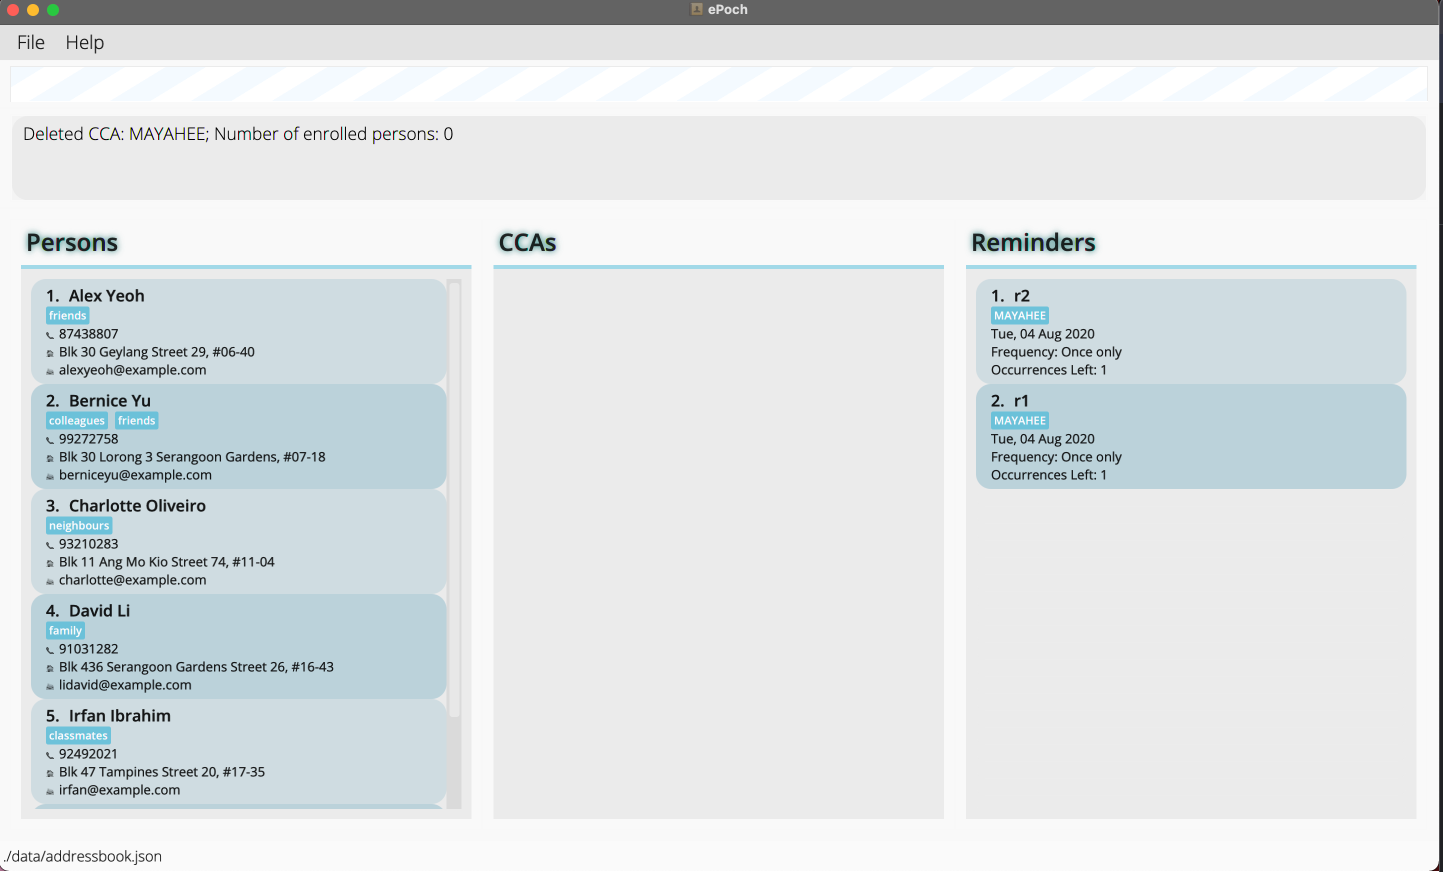 ePoch
File Help
Deleted CCA: MAYAHEE; Number of enrolled persons: 0
Persons
1. Alex Yeoh
friends
87438807
Blk 30 Geylang Street 29, #06-40
alexyeoh@example.com
2. Bernice Yu
colleagues friends
99272758
Blk 30 Lorong 3 Serangoon Gardens, #07-18
berniceyu@example.com
3. Charlotte Oliveiro
neighbours
93210283
Blk 11 Ang Mo Kio Street 74, #11-04
charlotte@example.com
4. David Li
family
91031282
Blk 436 Serangoon Gardens Street 26, #16-43
lidavid@example.com
5. Irfan Ibrahim
classmates
92492021
Blk 47 Tampines Street 20, #17-35
irfan@example.com
CCAs
Reminders
1. r2
MAYAHEE
Tue, 04 Aug 2020
Frequency: Once only
Occurrences Left: 1
2. r1
MAYAHEE
Tue, 04 Aug 2020
Frequency: Once only
Occurrences Left: 1
./data/addressbook.json